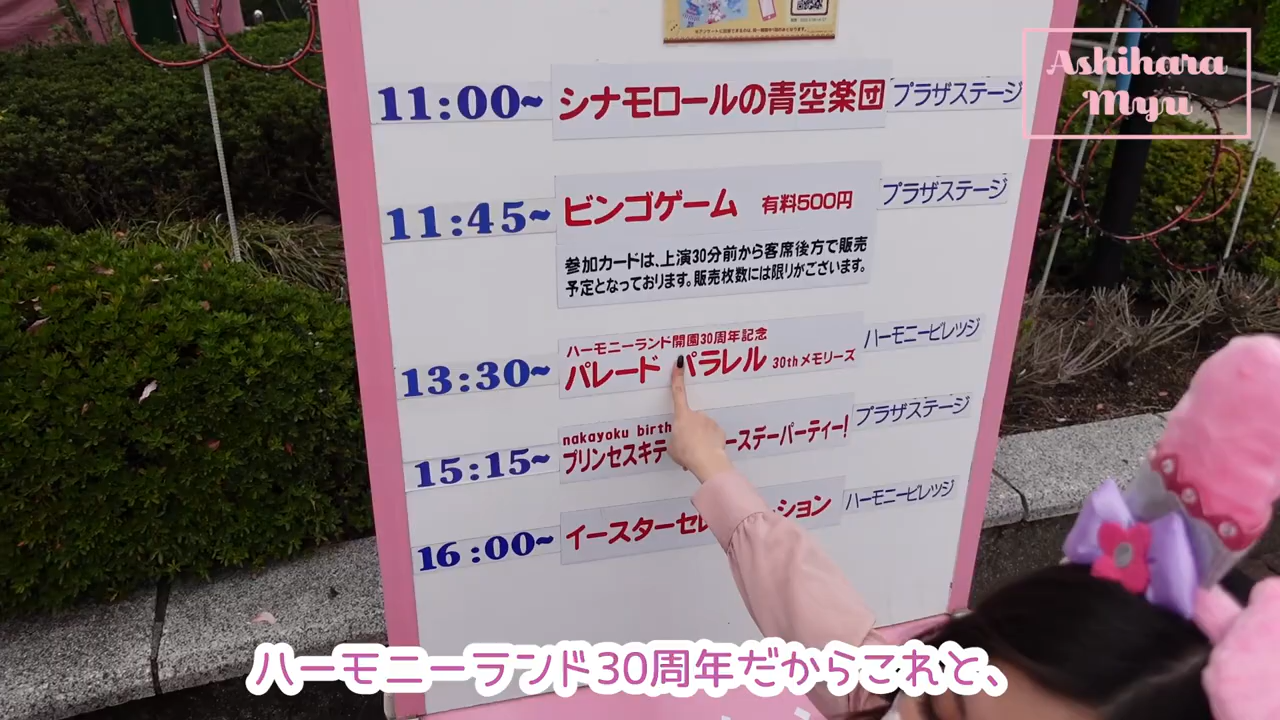 Ashihara
Myu
11:00~ シナモロールの青空楽団 プラザステージ
11:45~ ビンゴゲーム 有料500円 プラザステージ
参加カードは、上演30分前から客席後方で販売
予定となっております。販売枚数には限りがございます。
ハーモニーランド開園30周年記念
13:30~ パレード パラレル 30thメモリーズ ハーモニービレッジ
nakayoku birth
15:15~ プリンセスキテ ースデーパーティー! プラザステージ
16:00~ イースターセレ ーション ハーモニービレッジ
ハーモニーランド30周年だからこれと、